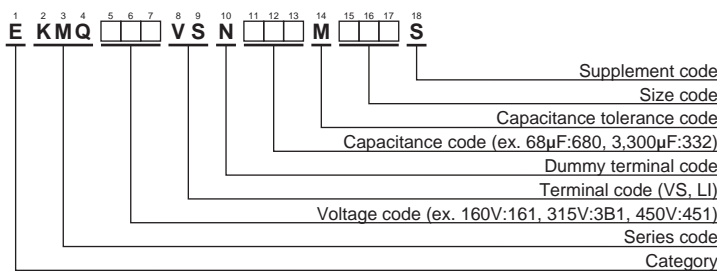 1 2 3 4 5 6 7 8 9 10 11 12 13 14 15 16 17 18
E KMQ □□□ VS N □□□ M □□□ S
Supplement code
Size code
Capacitance tolerance code
Capacitance code (ex. 68µF:680, 3,300µF:332)
Dummy terminal code
Terminal code (VS, LI)
Voltage code (ex. 160V:161, 315V:3B1, 450V:451)
Series code
Category